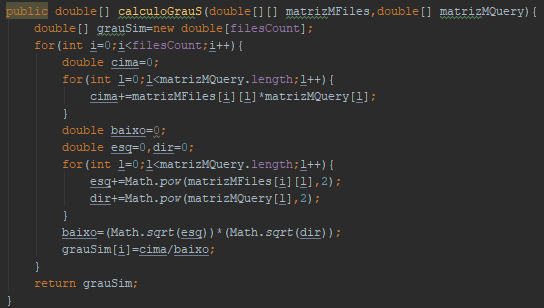 public double[] calculoGrauS(double[][] matrizMFiles,double[] matrizMQuery){
    double[] grauSim=new double[filesCount];
    for(int i=0;i<filesCount;i++){
        double cima=0;
        for(int l=0;l<matrizMQuery.length;l++){
            cima+=matrizMFiles[i][l]*matrizMQuery[l];
        }
        double baixo=0;
        double esq=0,dir=0;
        for(int l=0;l<matrizMQuery.length;l++){
            esq+=Math.pow(matrizMFiles[i][l],2);
            dir+=Math.pow(matrizMQuery[l],2);
        }
        baixo=(Math.sqrt(esq))*(Math.sqrt(dir));
        grauSim[i]=cima/baixo;
    }
    return grauSim;
}